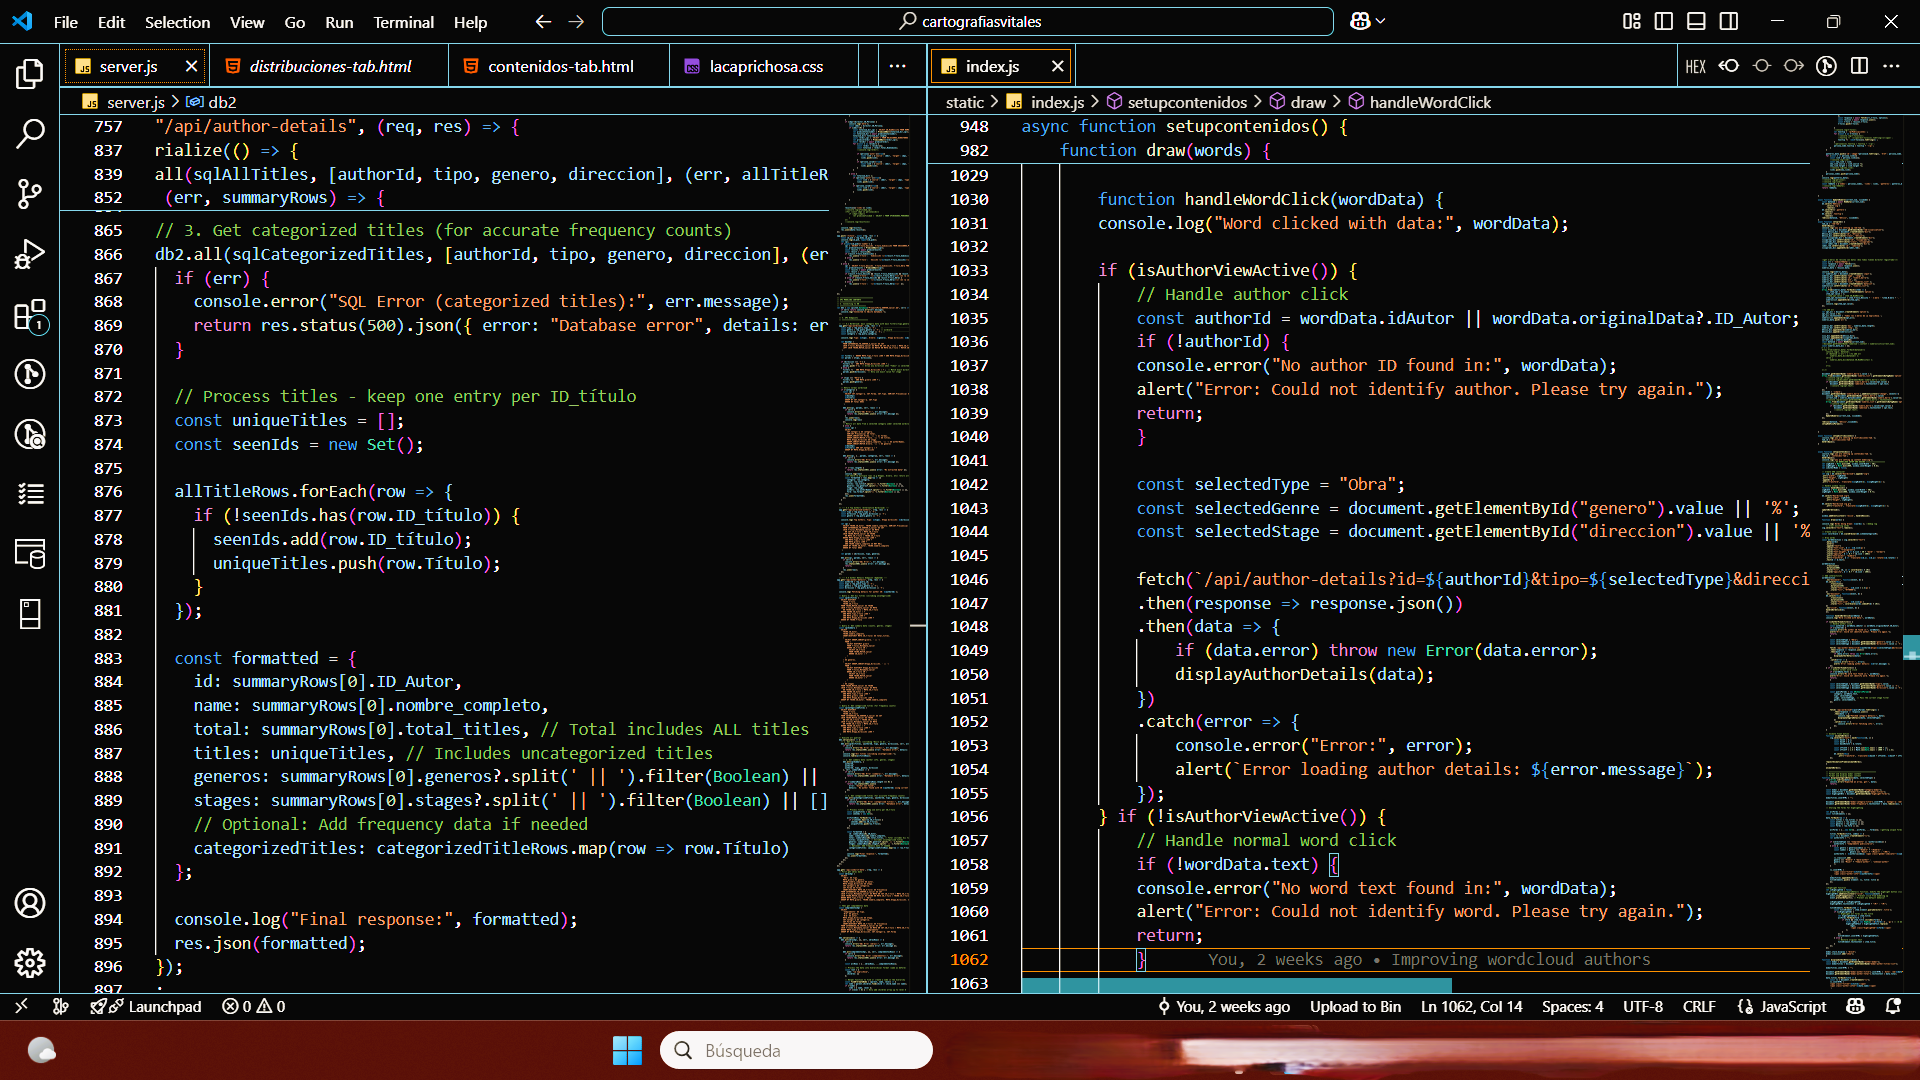 File Edit Selection View Go Run Terminal Help
cartografiasvitales
server.js
distribuciones-tab.html
contenidos-tab.html
lacaprichosa.css
index.js
HEX
server.js > db2
static > index.js > setupcontenidos > draw > handleWordClick
757 "/api/author-details", (req, res) => {
837 rialize(() => {
839 all(sqlAllTitles, [authorId, tipo, genero, direccion], (err, allTitleR
852 (err, summaryRows) => {
865 // 3. Get categorized titles (for accurate frequency counts)
866 db2.all(sqlCategorizedTitles, [authorId, tipo, genero, direccion], (er
867 if (err) {
868 console.error("SQL Error (categorized titles):", err.message);
869 return res.status(500).json({ error: "Database error", details: er
870 }
871
872 // Process titles - keep one entry per ID_título
873 const uniqueTitles = [];
874 const seenIds = new Set();
875
876 allTitleRows.forEach(row => {
877 if (!seenIds.has(row.ID_título)) {
878 seenIds.add(row.ID_título);
879 uniqueTitles.push(row.Título);
880 }
881 });
882
883 const formatted = {
884 id: summaryRows[0].ID_Autor,
885 name: summaryRows[0].nombre_completo,
886 total: summaryRows[0].total_titles, // Total includes ALL titles
887 titles: uniqueTitles, // Includes uncategorized titles
888 generos: summaryRows[0].generos?.split(' || ').filter(Boolean) ||
889 stages: summaryRows[0].stages?.split(' || ').filter(Boolean) || []
890 // Optional: Add frequency data if needed
891 categorizedTitles: categorizedTitleRows.map(row => row.Título)
892 };
893
894 console.log("Final response:", formatted);
895 res.json(formatted);
896 });
897
948 async function setupcontenidos() {
982 function draw(words) {
1029
1030 function handleWordClick(wordData) {
1031 console.log("Word clicked with data:", wordData);
1032
1033 if (isAuthorViewActive()) {
1034 // Handle author click
1035 const authorId = wordData.idAutor || wordData.originalData?.ID_Autor;
1036 if (!authorId) {
1037 console.error("No author ID found in:", wordData);
1038 alert("Error: Could not identify author. Please try again.");
1039 return;
1040 }
1041
1042 const selectedType = "Obra";
1043 const selectedGenre = document.getElementById("genero").value || '%';
1044 const selectedStage = document.getElementById("direccion").value || '%
1045
1046 fetch(`/api/author-details?id=${authorId}&tipo=${selectedType}&direcci
1047 .then(response => response.json())
1048 .then(data => {
1049 if (data.error) throw new Error(data.error);
1050 displayAuthorDetails(data);
1051 })
1052 .catch(error => {
1053 console.error("Error:", error);
1054 alert(`Error loading author details: ${error.message}`);
1055 });
1056 } if (!isAuthorViewActive()) {
1057 // Handle normal word click
1058 if (!wordData.text) {
1059 console.error("No word text found in:", wordData);
1060 alert("Error: Could not identify word. Please try again.");
1061 return;
1062 } You, 2 weeks ago • Improving wordcloud authors
1063
1
Launchpad 0 0
You, 2 weeks ago Upload to Bin Ln 1062, Col 14 Spaces: 4 UTF-8 CRLF {} JavaScript
Búsqueda